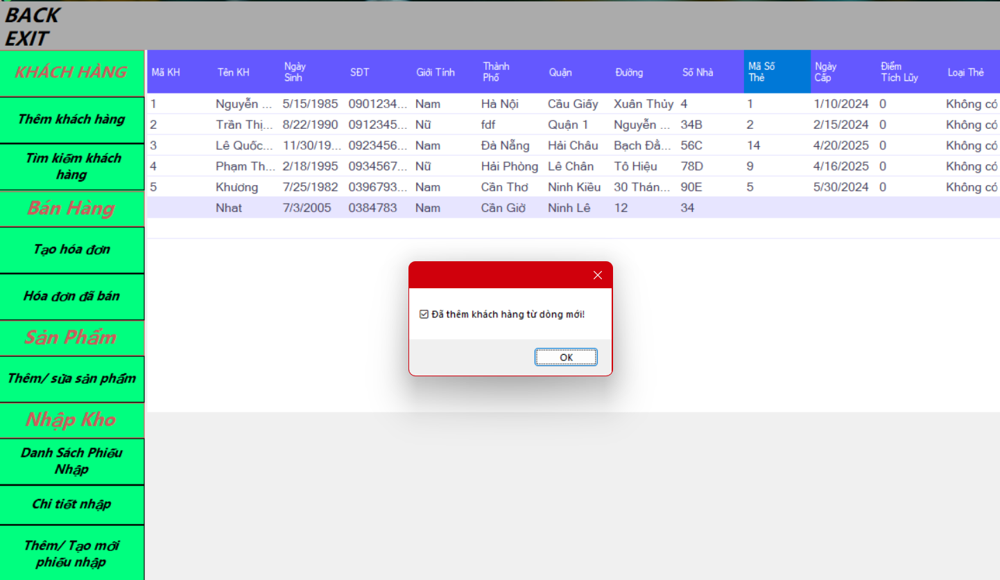 BACK
EXIT
KHÁCH HÀNG
Thêm khách hàng
Tìm kiếm khách
hàng
Bán Hàng
Tạo hóa đơn
Hóa đơn đã bán
Sản Phẩm
Thêm/ sửa sản phẩm
Nhập Kho
Danh Sách Phiếu
Nhập
Chi tiết nhập
Thêm/ Tạo mới
phiếu nhập
Mã KH Tên KH Ngày Sinh SĐT Giới Tính Thành Phố Quận Đường Số Nhà Mã Số Thẻ Ngày Cấp Điểm Tích Lũy Loại Thẻ
1 Nguyễn ... 5/15/1985 0901234... Nam Hà Nội Cầu Giấy Xuân Thủy 4 1 1/10/2024 0 Không có
2 Trần Thị... 8/22/1990 0912345... Nữ fdf Quận 1 Nguyễn ... 34B 2 2/15/2024 0 Không có
3 Lê Quốc... 11/30/19... 0923456... Nam Đà Nẵng Hải Châu Bạch Đằ... 56C 14 4/20/2025 0 Không có
4 Phạm Th... 2/18/1995 0934567... Nữ Hải Phòng Lê Chân Tô Hiệu 78D 9 4/16/2025 0 Không có
5 Khương 7/25/1982 0396793... Nam Cần Thơ Ninh Kiều 30 Thán... 90E 5 5/30/2024 0 Không có
Nhat 7/3/2005 0384783 Nam Cần Giờ Ninh Lê 12 34
Đã thêm khách hàng từ dòng mới!
OK